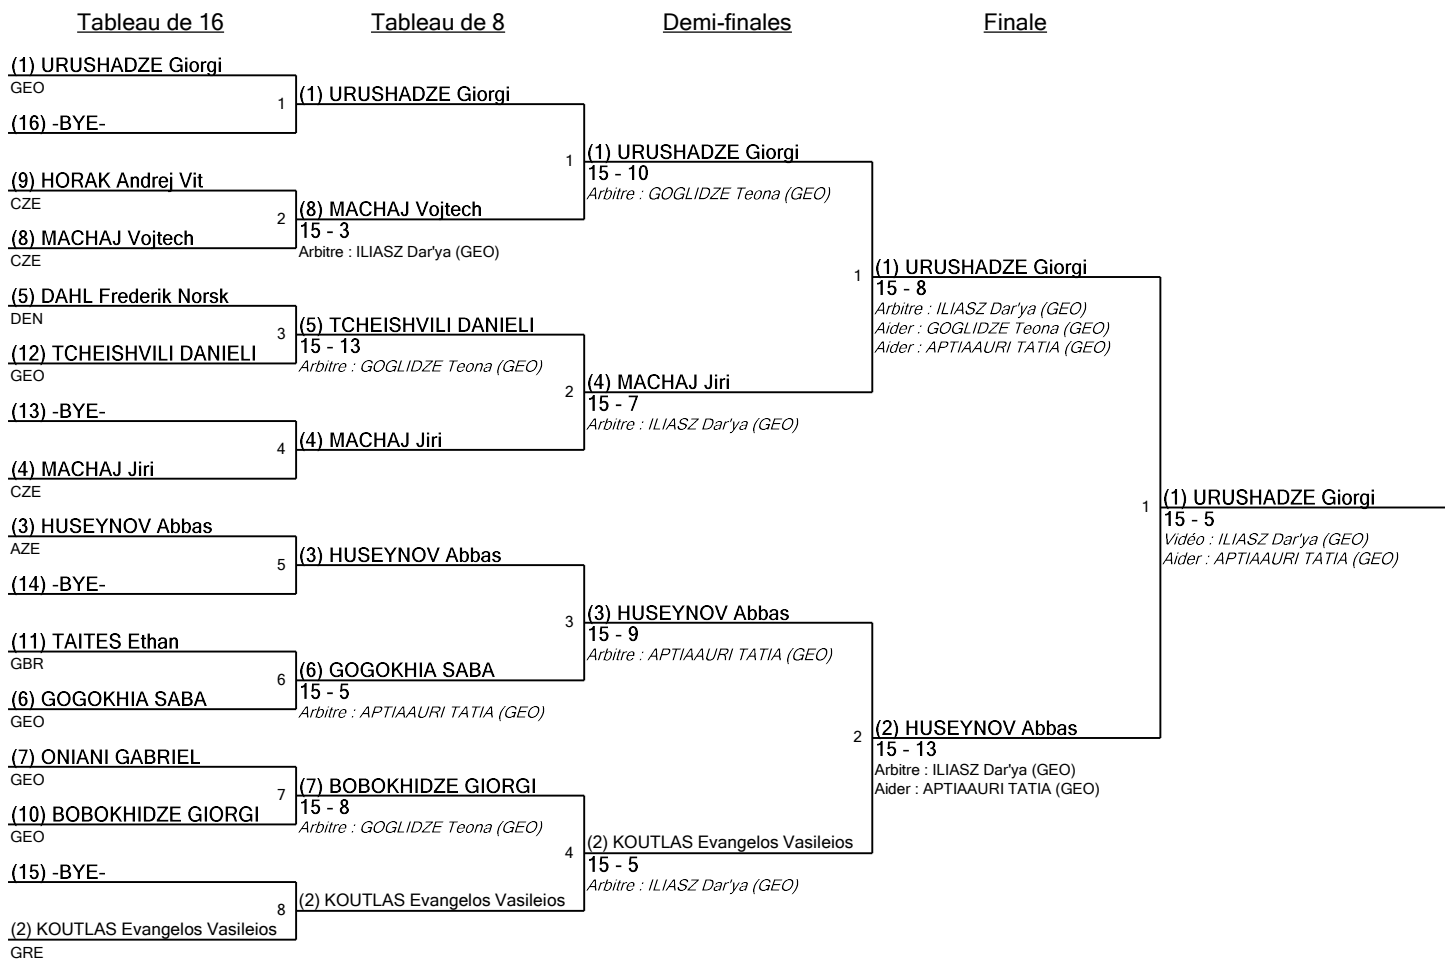 Tableau de 16
Tableau de 8
Demi-finales
Finale
(1) URUSHADZE Giorgi
GEO
1
(16) -BYE-
(9) HORAK Andrej Vit
CZE
2
(8) MACHAJ Vojtech
CZE
(5) DAHL Frederik Norsk
DEN
3
(12) TCHEISHVILI DANIELI
GEO
(13) -BYE-
4
(4) MACHAJ Jiri
CZE
(3) HUSEYNOV Abbas
AZE
5
(14) -BYE-
(11) TAITES Ethan
GBR
6
(6) GOGOKHIA SABA
GEO
(7) ONIANI GABRIEL
GEO
7
(10) BOBOKHIDZE GIORGI
GEO
(15) -BYE-
8
(2) KOUTLAS Evangelos Vasileios
GRE
(1) URUSHADZE Giorgi
1
(8) MACHAJ Vojtech
15 - 3
Arbitre : ILIASZ Dar'ya (GEO)
(5) TCHEISHVILI DANIELI
15 - 13
Arbitre : GOGLIDZE Teona (GEO)
2
(4) MACHAJ Jiri
(3) HUSEYNOV Abbas
3
(6) GOGOKHIA SABA
15 - 5
Arbitre : APTIAAURI TATIA (GEO)
(7) BOBOKHIDZE GIORGI
15 - 8
Arbitre : GOGLIDZE Teona (GEO)
4
(2) KOUTLAS Evangelos Vasileios
(1) URUSHADZE Giorgi
15 - 10
Arbitre : GOGLIDZE Teona (GEO)
1
(4) MACHAJ Jiri
15 - 7
Arbitre : ILIASZ Dar'ya (GEO)
(3) HUSEYNOV Abbas
15 - 9
Arbitre : APTIAAURI TATIA (GEO)
2
(2) KOUTLAS Evangelos Vasileios
15 - 5
Arbitre : ILIASZ Dar'ya (GEO)
(1) URUSHADZE Giorgi
15 - 8
Arbitre : ILIASZ Dar'ya (GEO)
Aider : GOGLIDZE Teona (GEO)
Aider : APTIAAURI TATIA (GEO)
1
(2) HUSEYNOV Abbas
15 - 13
Arbitre : ILIASZ Dar'ya (GEO)
Aider : APTIAAURI TATIA (GEO)
(1) URUSHADZE Giorgi
15 - 5
Vidéo : ILIASZ Dar'ya (GEO)
Aider : APTIAAURI TATIA (GEO)